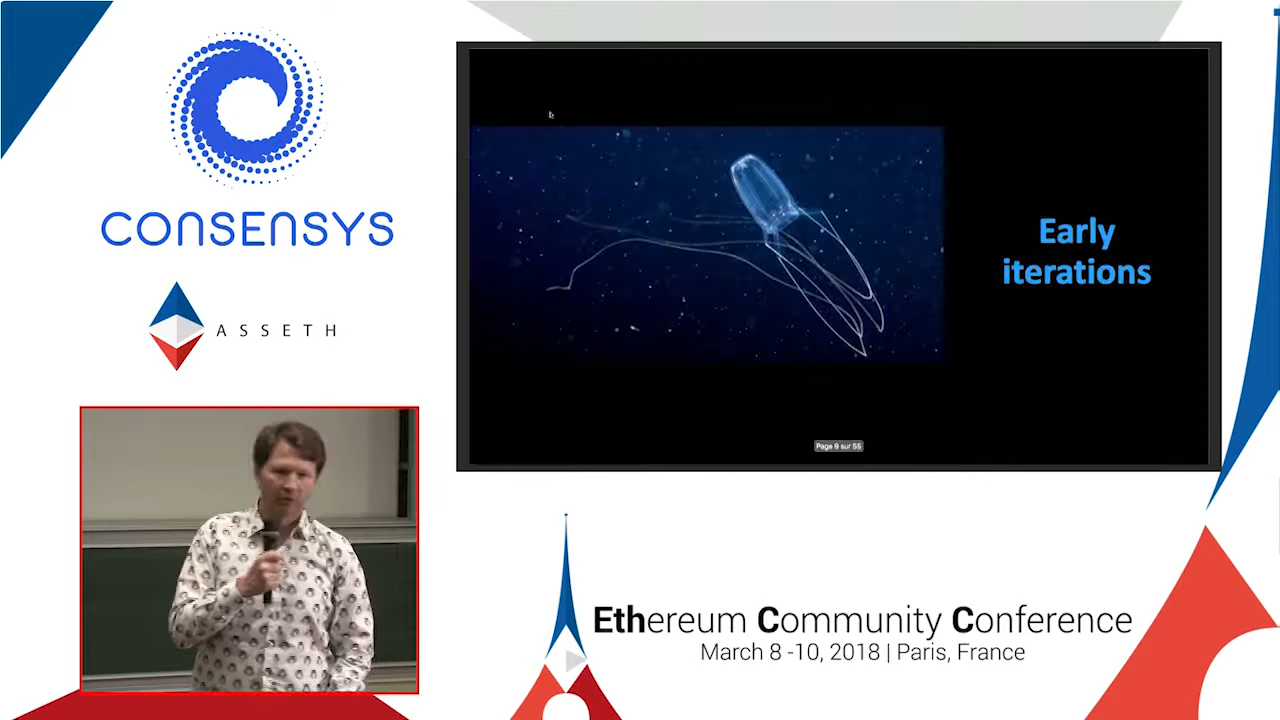 CONSENSYS
ASSETH
Early
iterations
Page 9 sur 55
Ethereum Community Conference
March 8 -10, 2018 | Paris, France